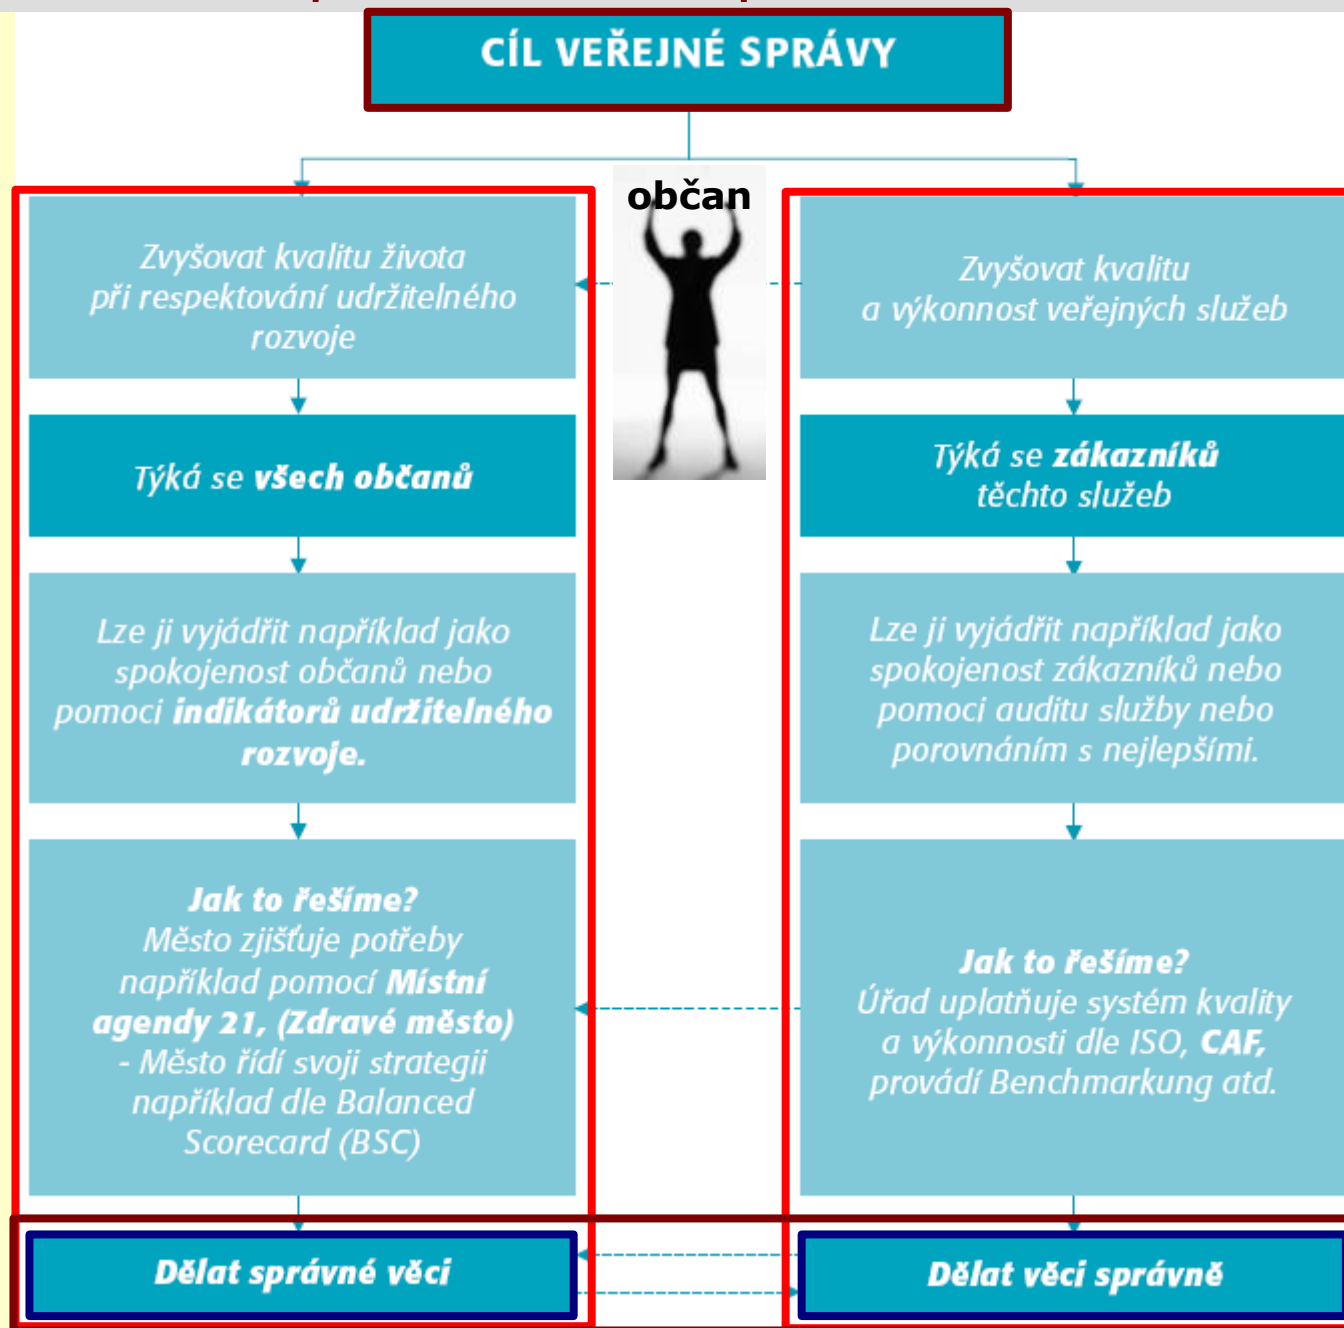 CÍL VEŘEJNÉ SPRÁVY
občan
Zvyšovat kvalitu života
při respektování udržitelného
rozvoje
Týká se všech občanů
Lze ji vyjádřit například jako
spokojenost občanů nebo
pomoci indikátorů udržitelného
rozvoje.
Jak to řešíme?
Město zjišťuje potřeby
například pomocí Místní
agendy 21, (Zdravé město)
- Město řídí svoji strategii
například dle Balanced
Scorecard (BSC)
Dělat správné věci
Zvyšovat kvalitu
a výkonnost veřejných služeb
Týká se zákazníků
těchto služeb
Lze ji vyjádřit například jako
spokojenost zákazníků nebo
pomoci auditu služby nebo
porovnáním s nejlepšími.
Jak to řešíme?
Úřad uplatňuje systém kvality
a výkonnosti dle ISO, CAF,
provádí Benchmarkung atd.
Dělat věci správně